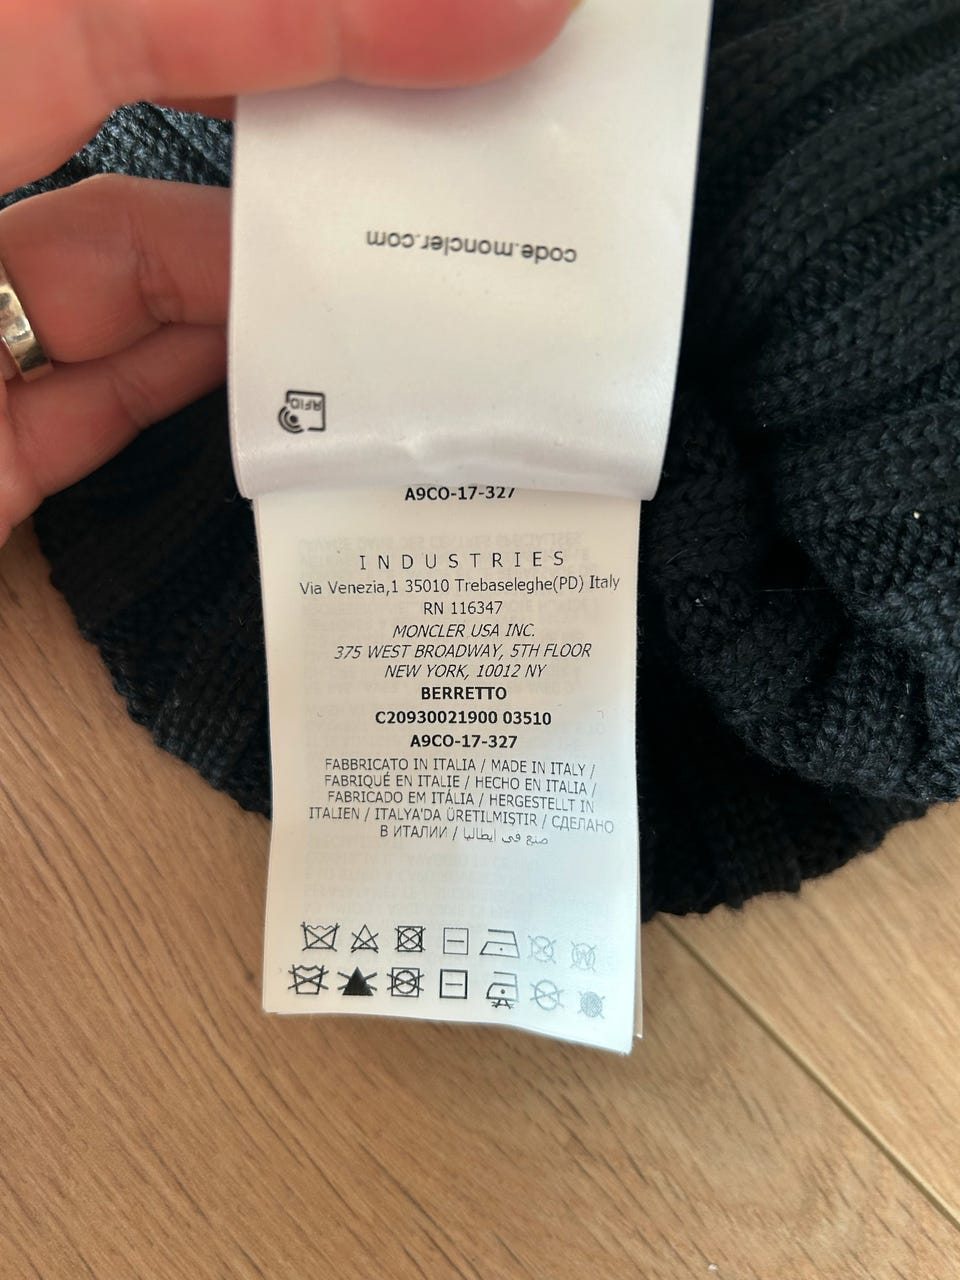 code.moncler.com
RFID
A9CO-17-327
INDUSTRIES
Via Venezia,1 35010 Trebaseleghe(PD) Italy
RN 116347
MONCLER USA INC.
375 WEST BROADWAY, 5TH FLOOR
NEW YORK, 10012 NY
BERRETTO
C20930021900 03510
A9CO-17-327
FABBRICATO IN ITALIA / MADE IN ITALY /
FABRIQUÉ EN ITALIE / HECHO EN ITALIA /
FABRICADO EM ITÁLIA / HERGESTELLT IN
ITALIEN / ITALYA'DA ÜRETILMIŞTIR / СДЕЛАНО
В ИТАЛИИ / صنع في إيطاليا